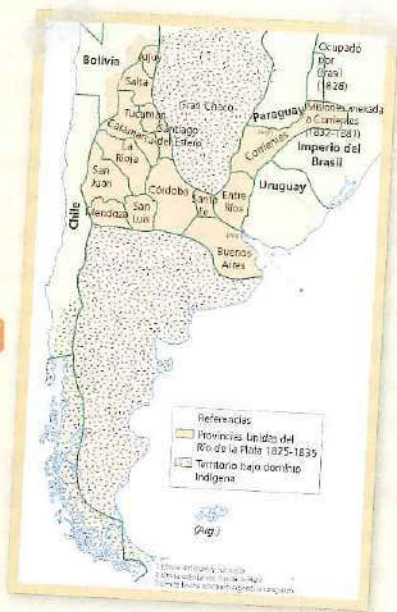 Ocupado
por
Brasil
(1828)
Bolivia
Jujuy
Salta
Gran Chaco
Paraguay
Misiones anexada
a Corrientes
(1832-1881)
Tucumán
Catamarca
Santiago
del Estero
Corrientes
Imperio del
Brasil
La
Rioja
San
Juan
Córdoba
Santa
Fe
Entre
Ríos
Uruguay
Chile
Mendoza
San
Luis
Buenos
Aires
Referencias
Provincias Unidas del
Río de la Plata 1825-1835
Territorio bajo dominio
Indígena
(Arg.)